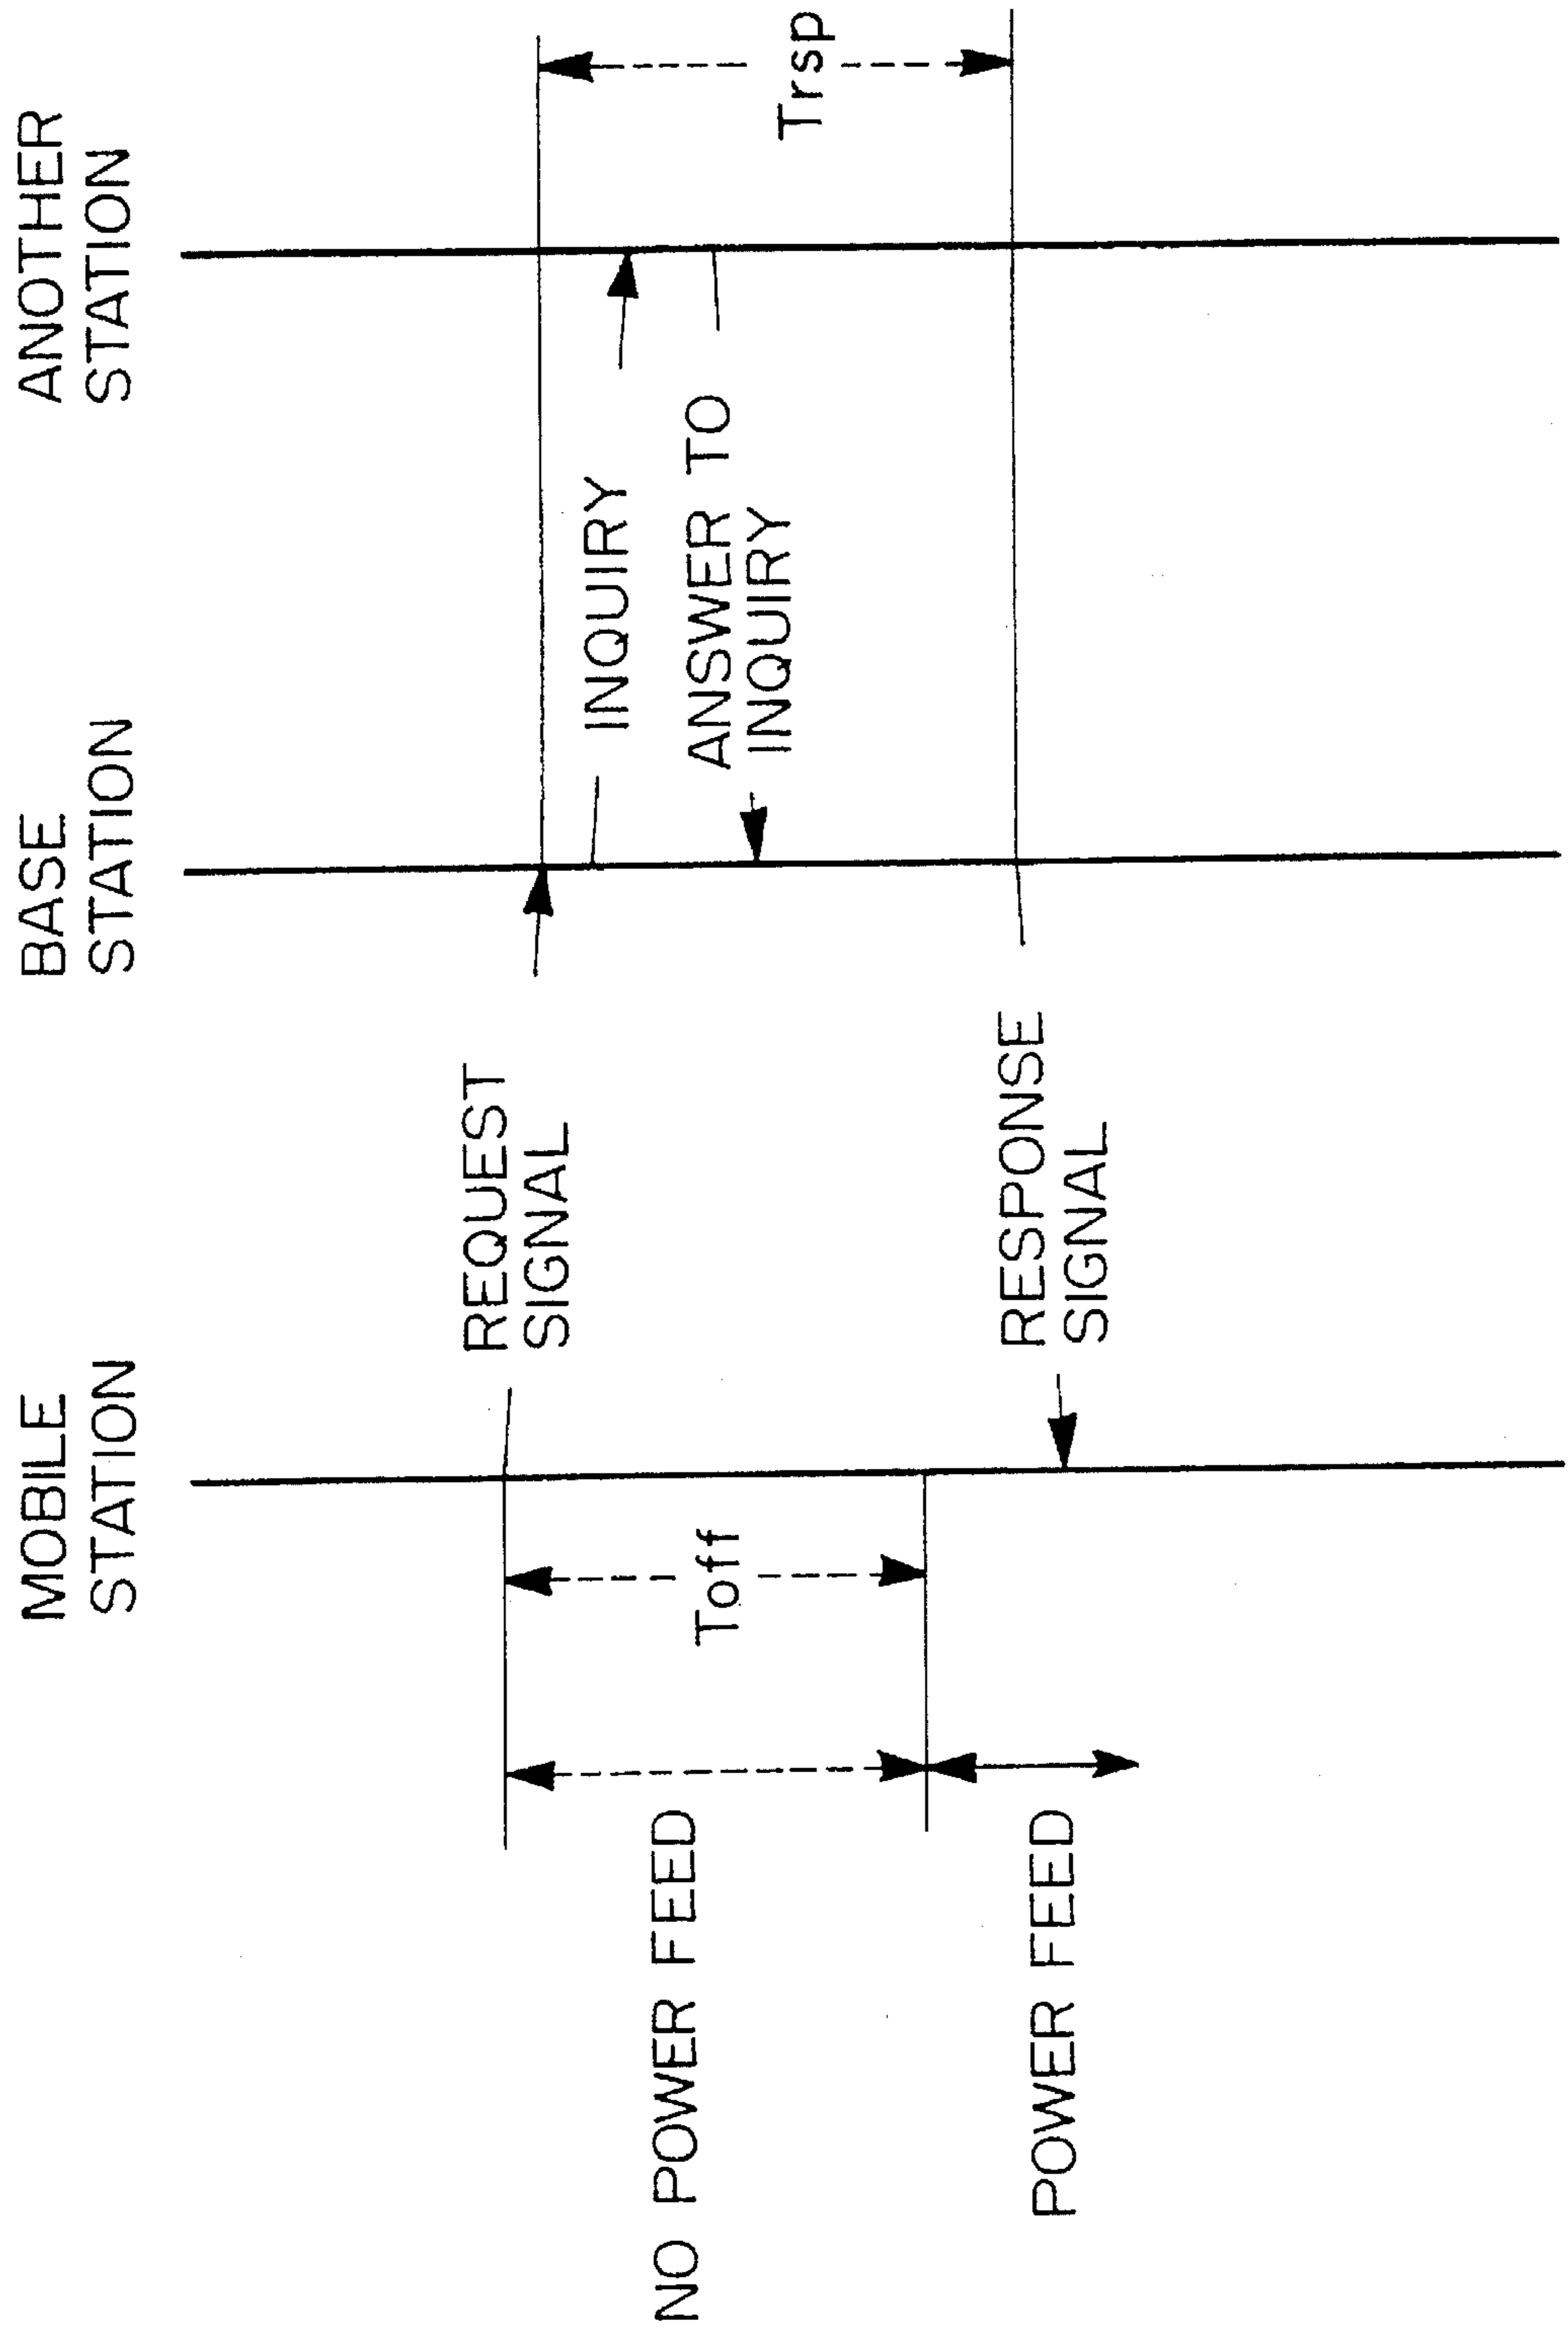 MOBILE
STATION
BASE
STATION
ANOTHER
STATION
REQUEST
SIGNAL
INQUIRY
ANSWER TO
INQUIRY
Trsp
NO POWER FEED
Toff
POWER FEED
RESPONSE
SIGNAL